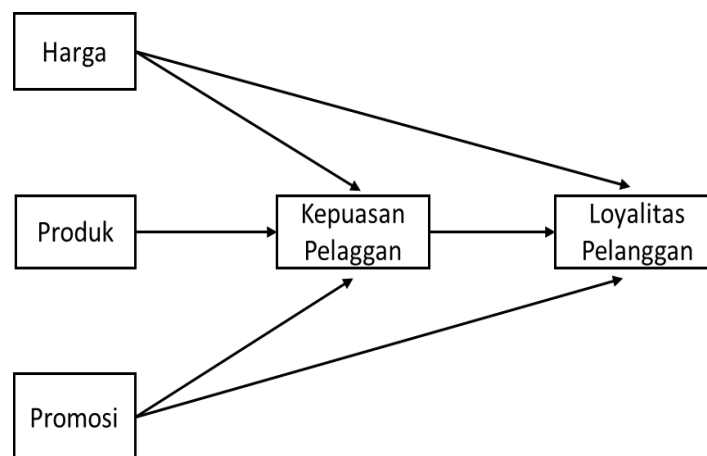 Harga
Produk
Kepuasan
Pelaggan
Loyalitas
Pelanggan
Promosi